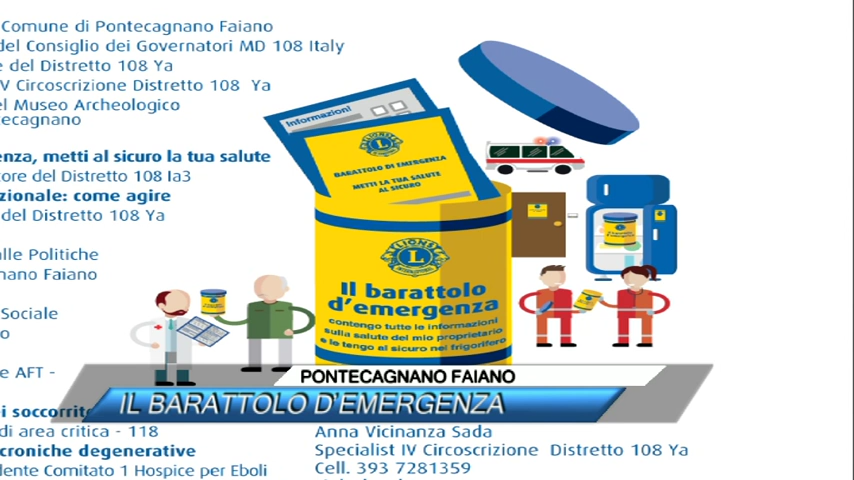 Comune di Pontecagnano Faiano
del Consiglio dei Governatori MD 108 Italy
e del Distretto 108 Ya
V Circoscrizione Distretto 108 Ya
el Museo Archeologico
tecagnano
enza, metti al sicuro la tua salute
tore del Distretto 108 Ia3
zionale: come agire
del Distretto 108 Ya
alle Politiche
nano Faiano
Sociale
o
e AFT -
ei soccorrito
di area critica - 118
croniche degenerative
dente Comitato 1 Hospice per Eboli
Informazioni
LIONS
L
BARATTOLO DI EMERGENZA
METTI LA TUA SALUTE
AL SICURO
LIONS
L
INTERNATIONAL
Il barattolo
d'emergenza
contengo tutte le informazioni
sulla salute del mio proprietario
e le tengo al sicuro nel frigorifero
PONTECAGNANO FAIANO
IL BARATTOLO D'EMERGENZA
Anna Vicinanza Sada
Specialist IV Circoscrizione Distretto 108 Ya
Cell. 393 7281359